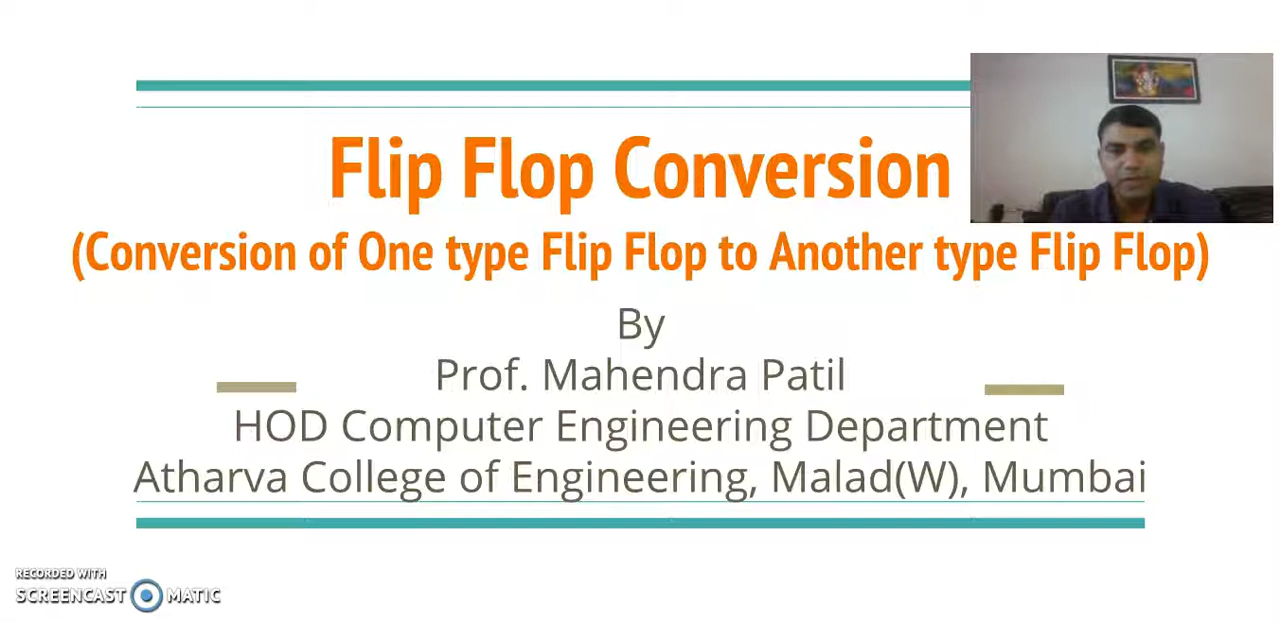 Flip Flop Conversion
(Conversion of One type Flip Flop to Another type Flip Flop)
By
Prof. Mahendra Patil
HOD Computer Engineering Department
Atharva College of Engineering, Malad(W), Mumbai
RECORDED WITH
SCREENCAST MATIC